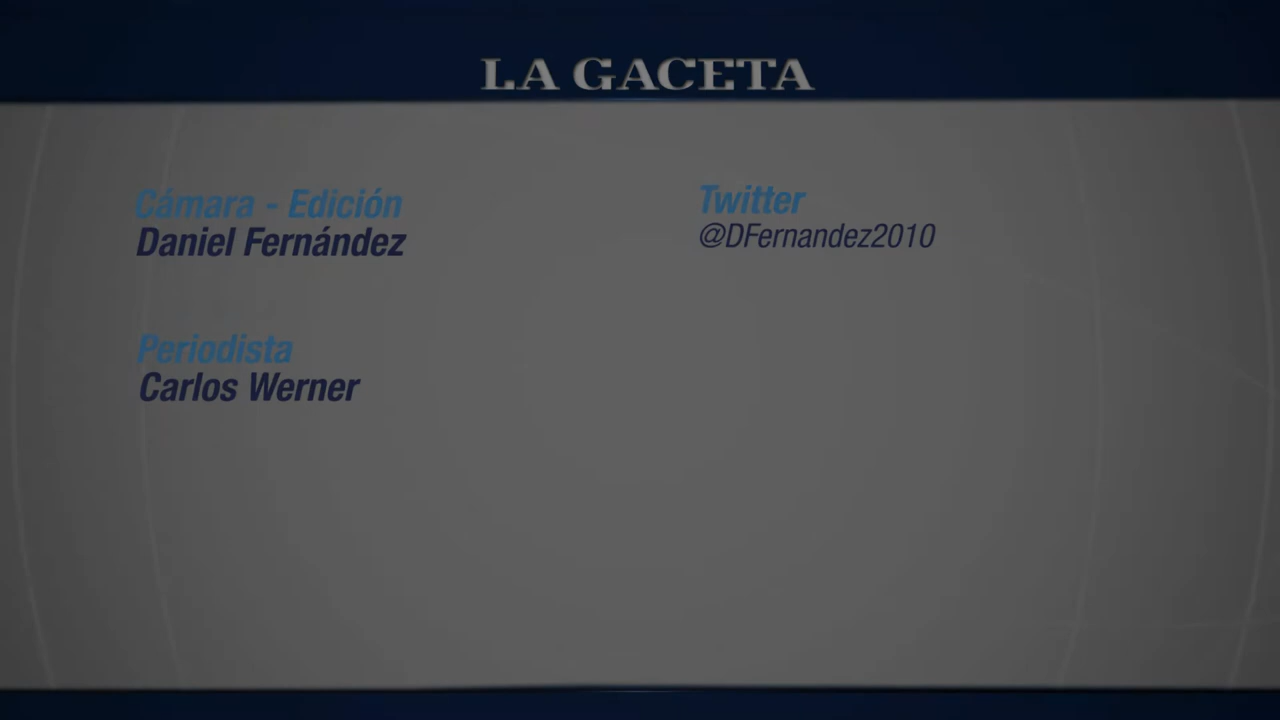 LA GACETA
Cámara - Edición
Daniel Fernández
Twitter
@DFernandez2010
Periodista
Carlos Werner